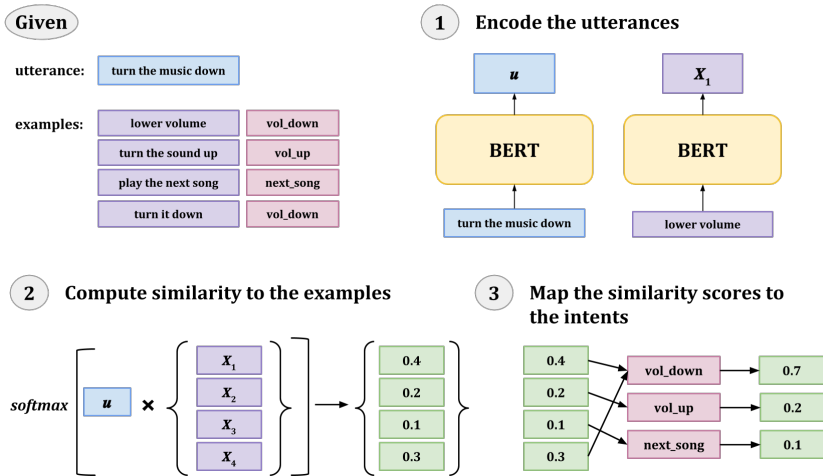 Given
utterance:
turn the music down
examples:
lower volume vol_down
turn the sound up vol_up
play the next song next_song
turn it down vol_down
1 Encode the utterances
u X1
BERT BERT
turn the music down lower volume
2 Compute similarity to the examples
softmax u × X1 0.4
X2 0.2
X3 0.1
X4 0.3
3 Map the similarity scores to
the intents
0.4 vol_down 0.7
0.2 vol_up 0.2
0.1 next_song 0.1
0.3